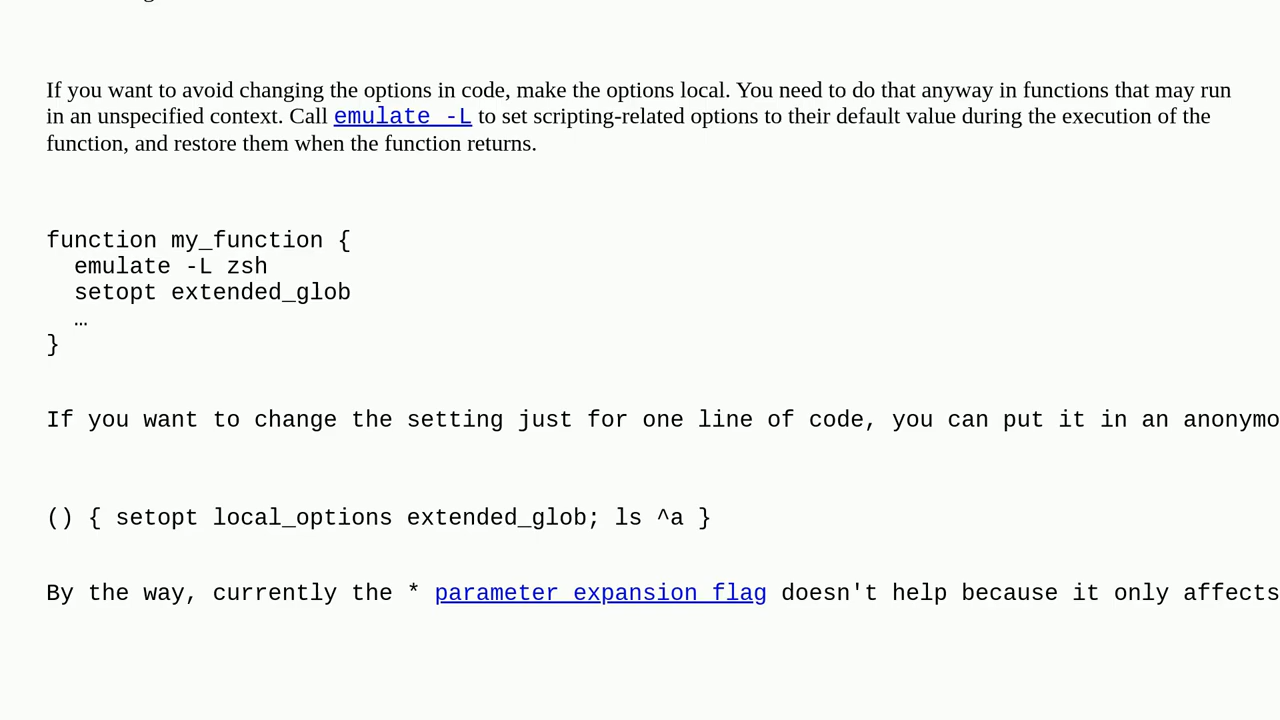 If you want to avoid changing the options in code, make the options local. You need to do that anyway in functions that may run
in an unspecified context. Call emulate -L to set scripting-related options to their default value during the execution of the
function, and restore them when the function returns.
function my_function {
  emulate -L zsh
  setopt extended_glob
  …
}
If you want to change the setting just for one line of code, you can put it in an anonymo
() { setopt local_options extended_glob; ls ^a }
By the way, currently the * parameter expansion flag doesn't help because it only affects